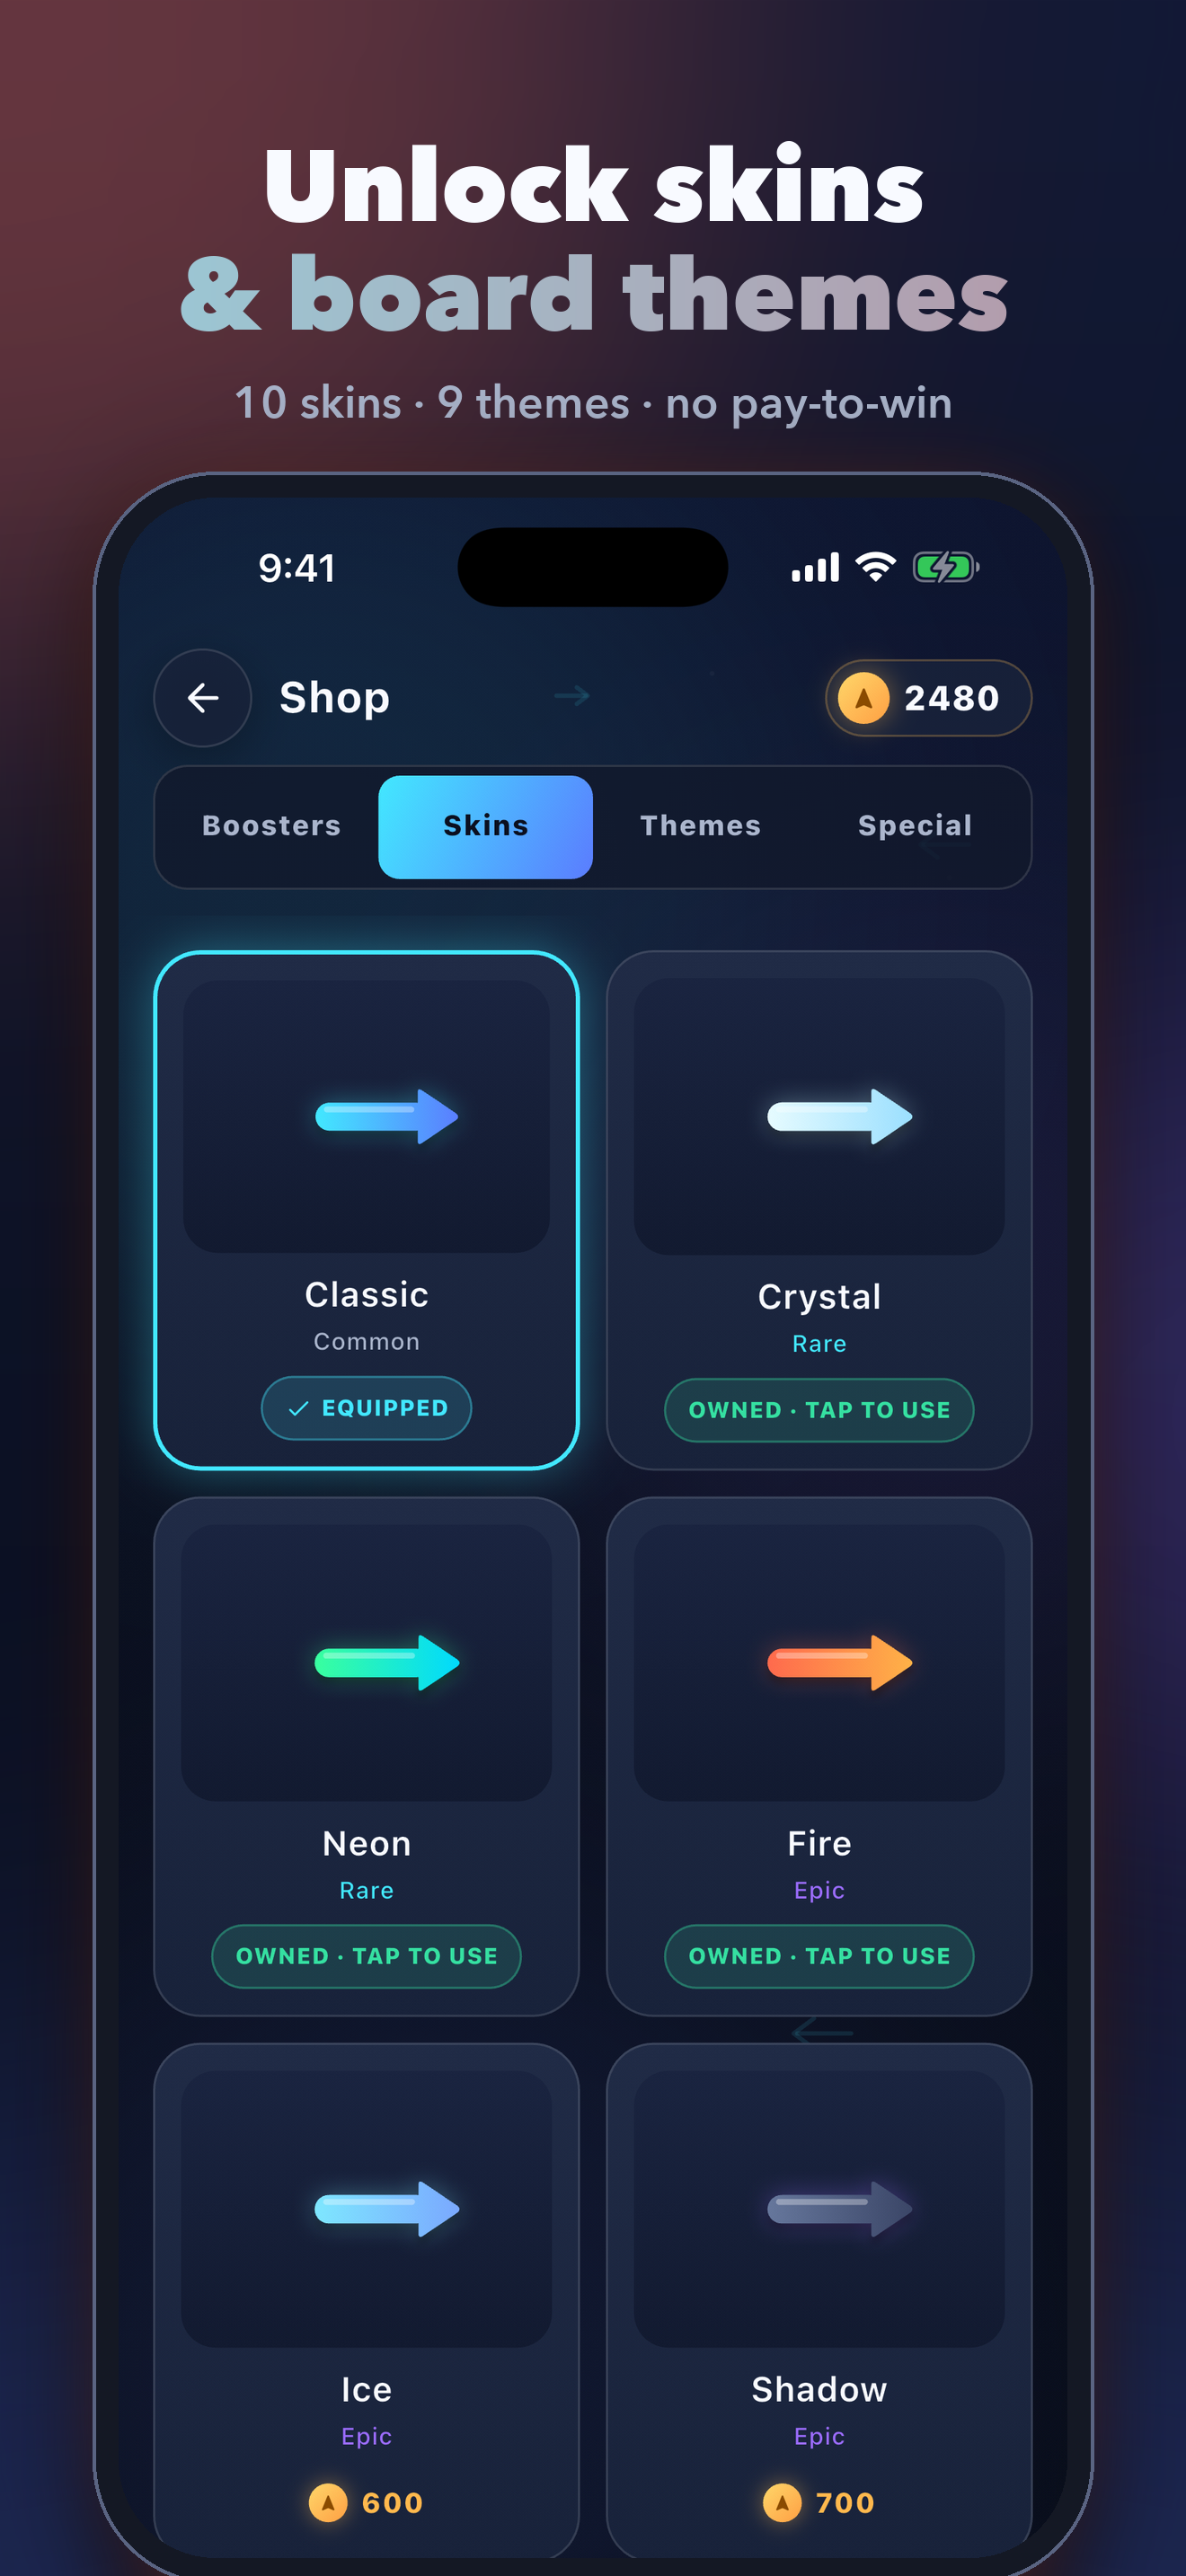 Unlock skins
& board themes
10 skins · 9 themes · no pay-to-win
9:41
Shop
2480
Boosters Skins Themes Special
Classic
Common
EQUIPPED
Crystal
Rare
OWNED · TAP TO USE
Neon
Rare
OWNED · TAP TO USE
Fire
Epic
OWNED · TAP TO USE
Ice
Epic
600
Shadow
Epic
700